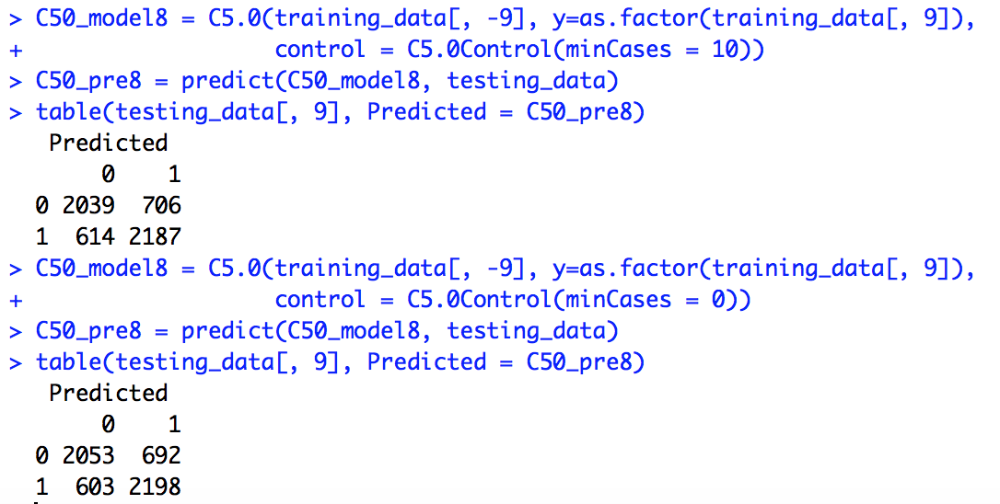 > C50_model8 = C5.0(training_data[, -9], y=as.factor(training_data[, 9]),
+                  control = C5.0Control(minCases = 10))
> C50_pre8 = predict(C50_model8, testing_data)
> table(testing_data[, 9], Predicted = C50_pre8)
   Predicted
       0    1
  0 2039  706
  1  614 2187
> C50_model8 = C5.0(training_data[, -9], y=as.factor(training_data[, 9]),
+                  control = C5.0Control(minCases = 0))
> C50_pre8 = predict(C50_model8, testing_data)
> table(testing_data[, 9], Predicted = C50_pre8)
   Predicted
       0    1
  0 2053  692
  1  603 2198